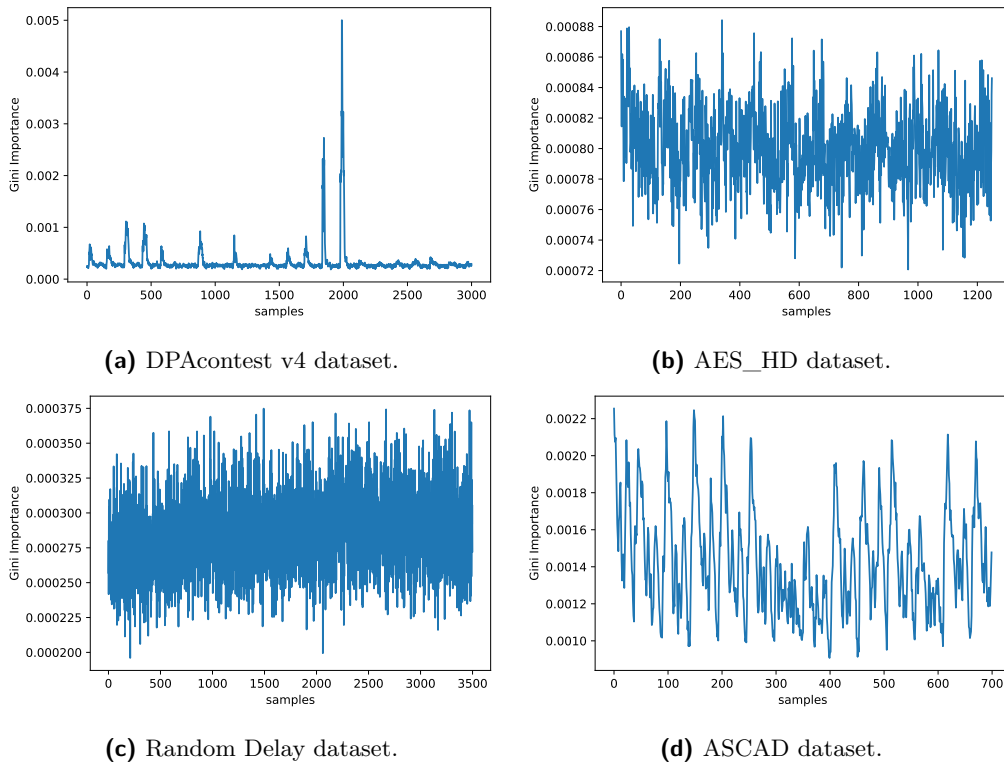 0.005
0.004
0.003
0.002
0.001
0.000
Gini Importance
0 500 1000 1500 2000 2500 3000
samples
(a) DPAcontest v4 dataset.
0.00088
0.00086
0.00084
0.00082
0.00080
0.00078
0.00076
0.00074
0.00072
Gini Importance
0 200 400 600 800 1000 1200
samples
(b) AES_HD dataset.
0.000375
0.000350
0.000325
0.000300
0.000275
0.000250
0.000225
0.000200
Gini Importance
0 500 1000 1500 2000 2500 3000 3500
samples
(c) Random Delay dataset.
0.0022
0.0020
0.0018
0.0016
0.0014
0.0012
0.0010
Gini Importance
0 100 200 300 400 500 600 700
samples
(d) ASCAD dataset.